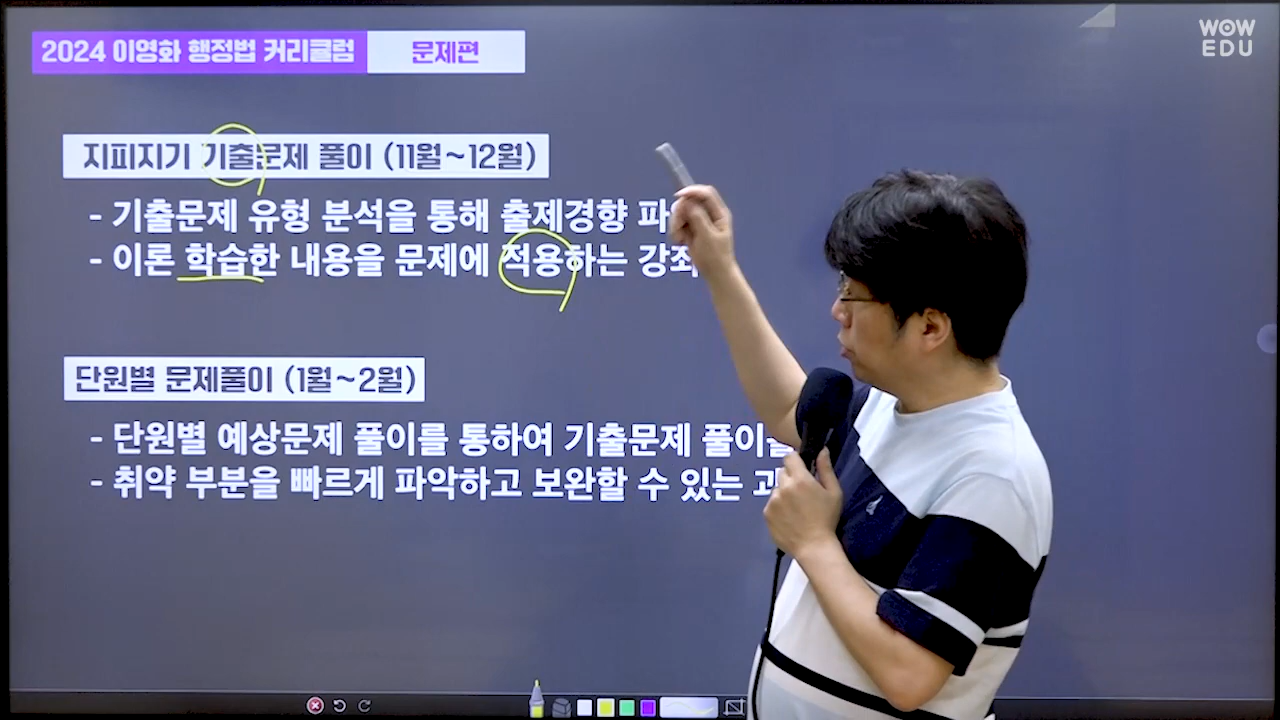 2024 이영화 행정법 커리큘럼 문제편
WOW
EDU
지피지기 기출문제 풀이 (11월~12월)
- 기출문제 유형 분석을 통해 출제경향
- 이론 학습한 내용을 문제에 적용하는 강좌
단원별 문제풀이 (1월~2월)
- 단원별 예상문제 풀이를 통하여 기출문제 풀이를
- 취약 부분을 빠르게 파악하고 보완할 수 있는